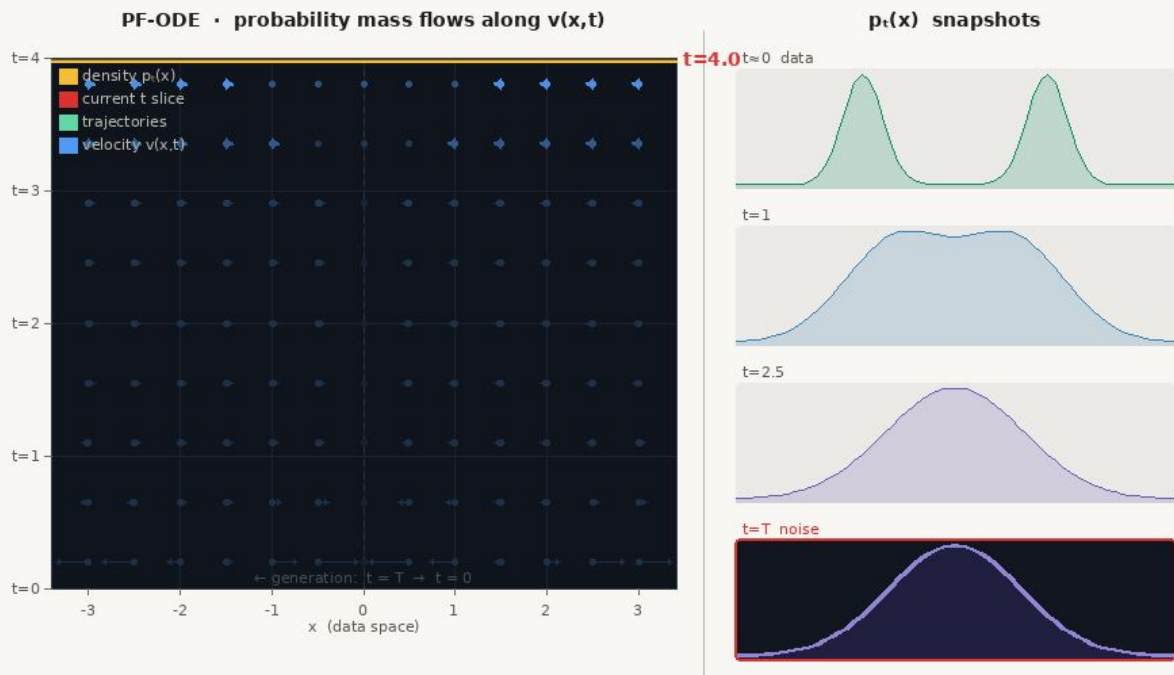 PF-ODE · probability mass flows along v(x,t)
t=4
t=3
t=2
t=1
t=0
density pₜ(x)
current t slice
trajectories
velocity v(x,t)
t=4.0
← generation: t = T → t = 0
-3 -2 -1 0 1 2 3
x (data space)
pₜ(x) snapshots
t≈0 data
t=1
t=2.5
t=T noise